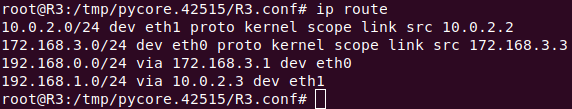 root@R3:/tmp/pycore.42515/R3.conf# ip route
10.0.2.0/24 dev eth1 proto kernel scope link src 10.0.2.2
172.168.3.0/24 dev eth0 proto kernel scope link src 172.168.3.3
192.168.0.0/24 via 172.168.3.1 dev eth0
192.168.1.0/24 via 10.0.2.3 dev eth1
root@R3:/tmp/pycore.42515/R3.conf#